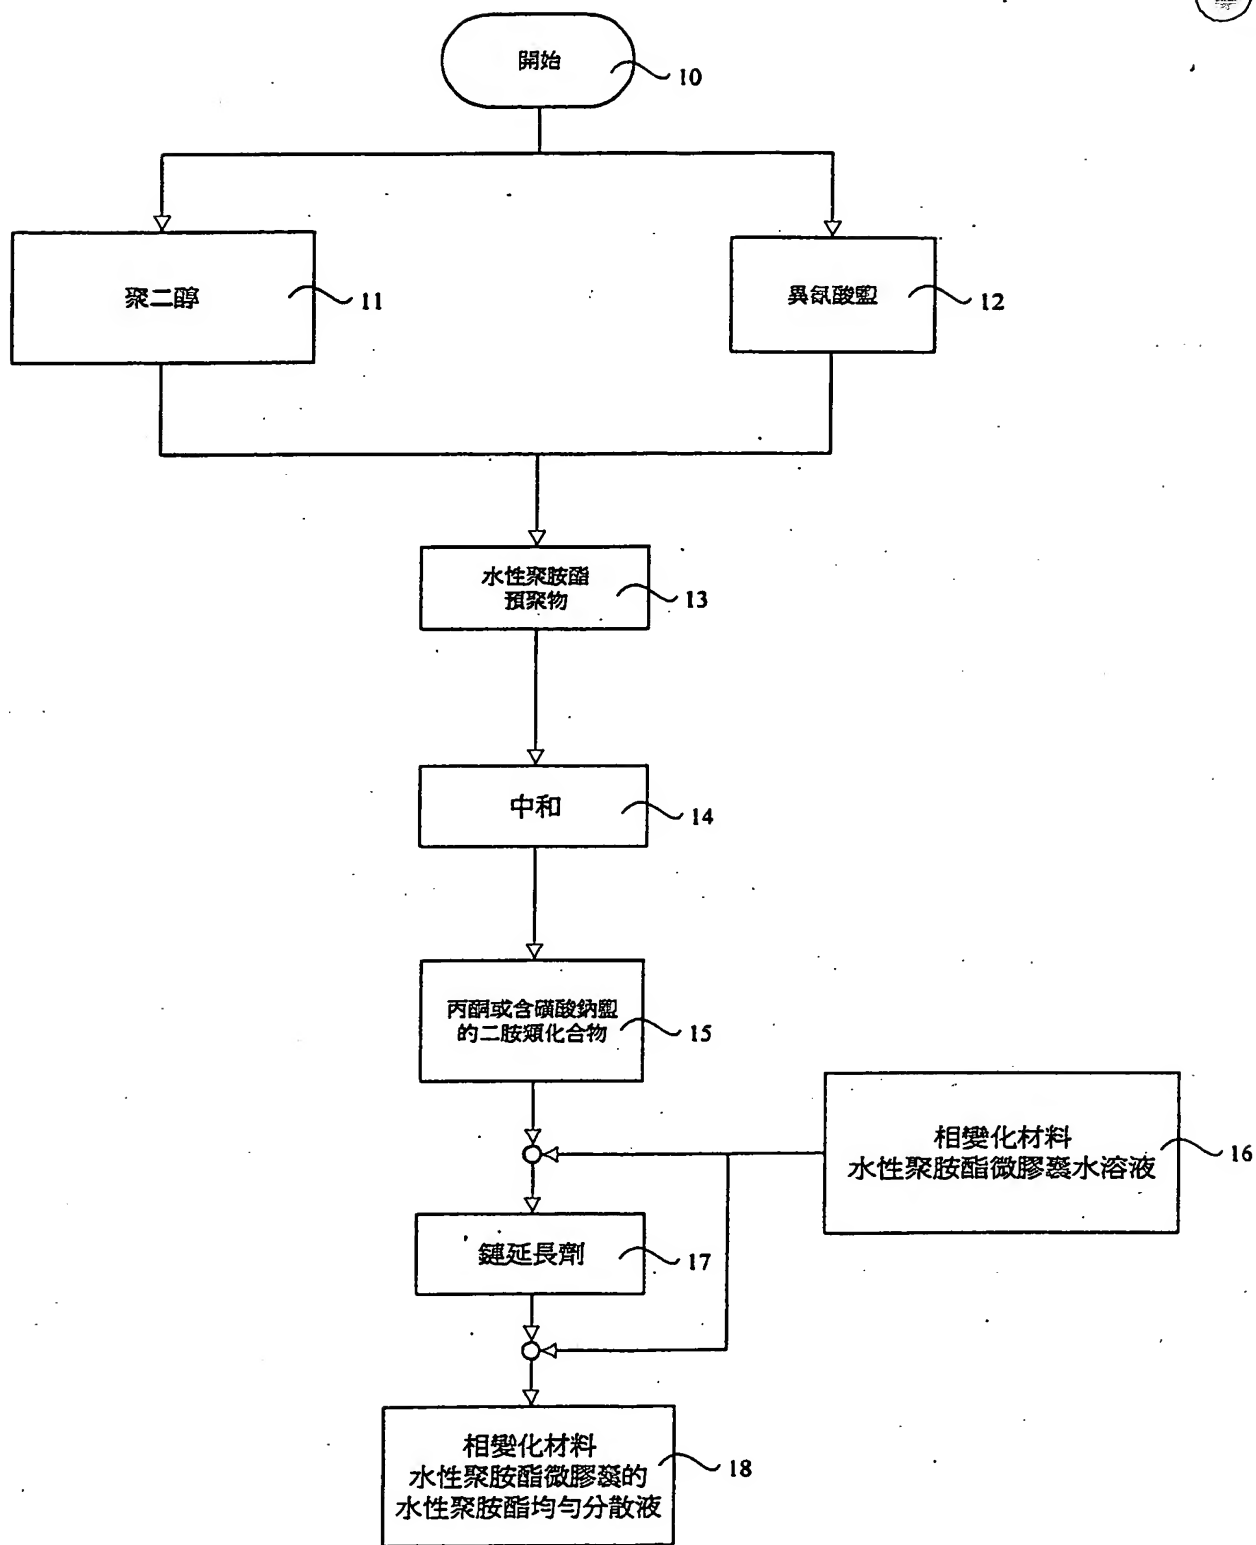 開始
10
聚二醇
11
異氰酸鹽
12
水性聚胺酯
預聚物
13
中和
14
丙酮或含磺酸鈉鹽
的二胺類化合物
15
相變化材料
水性聚胺酯微膠囊水溶液
16
鏈延長劑
17
相變化材料
水性聚胺酯微膠囊的
水性聚胺酯均勻分散液
18